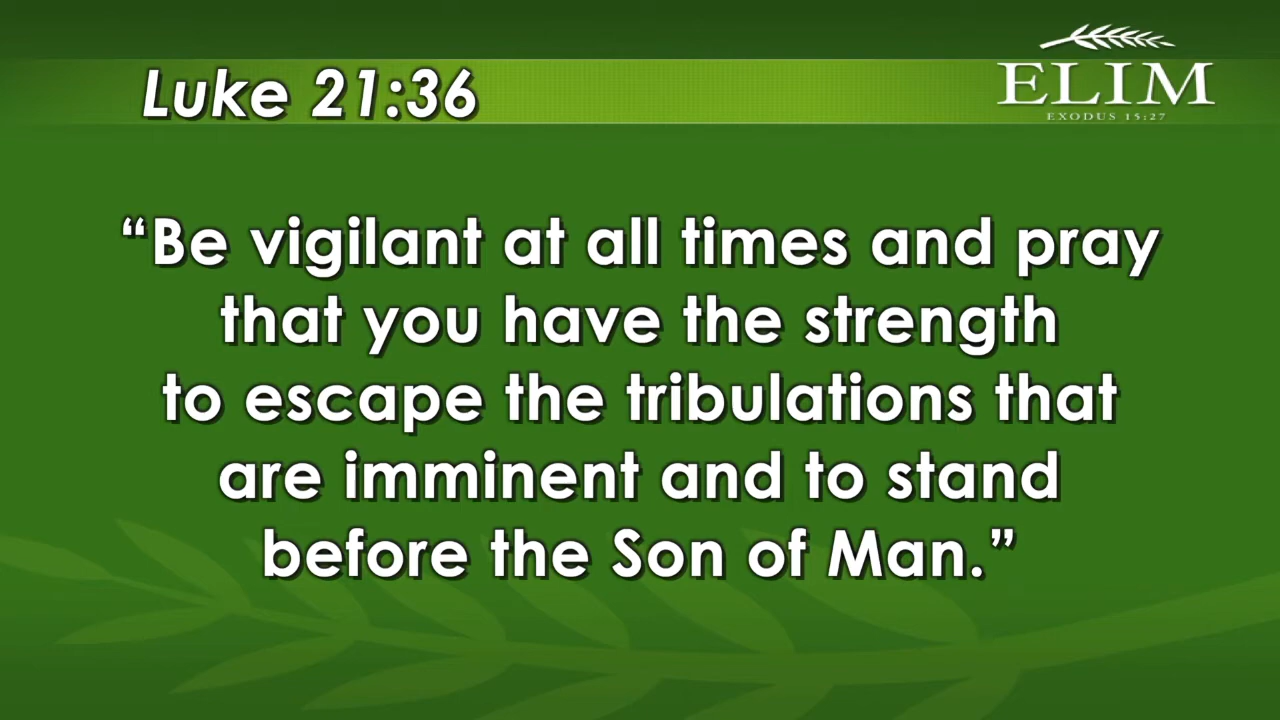 Luke 21:36
ELIM
EXODUS 15:27
“Be vigilant at all times and pray
that you have the strength
to escape the tribulations that
are imminent and to stand
before the Son of Man.”